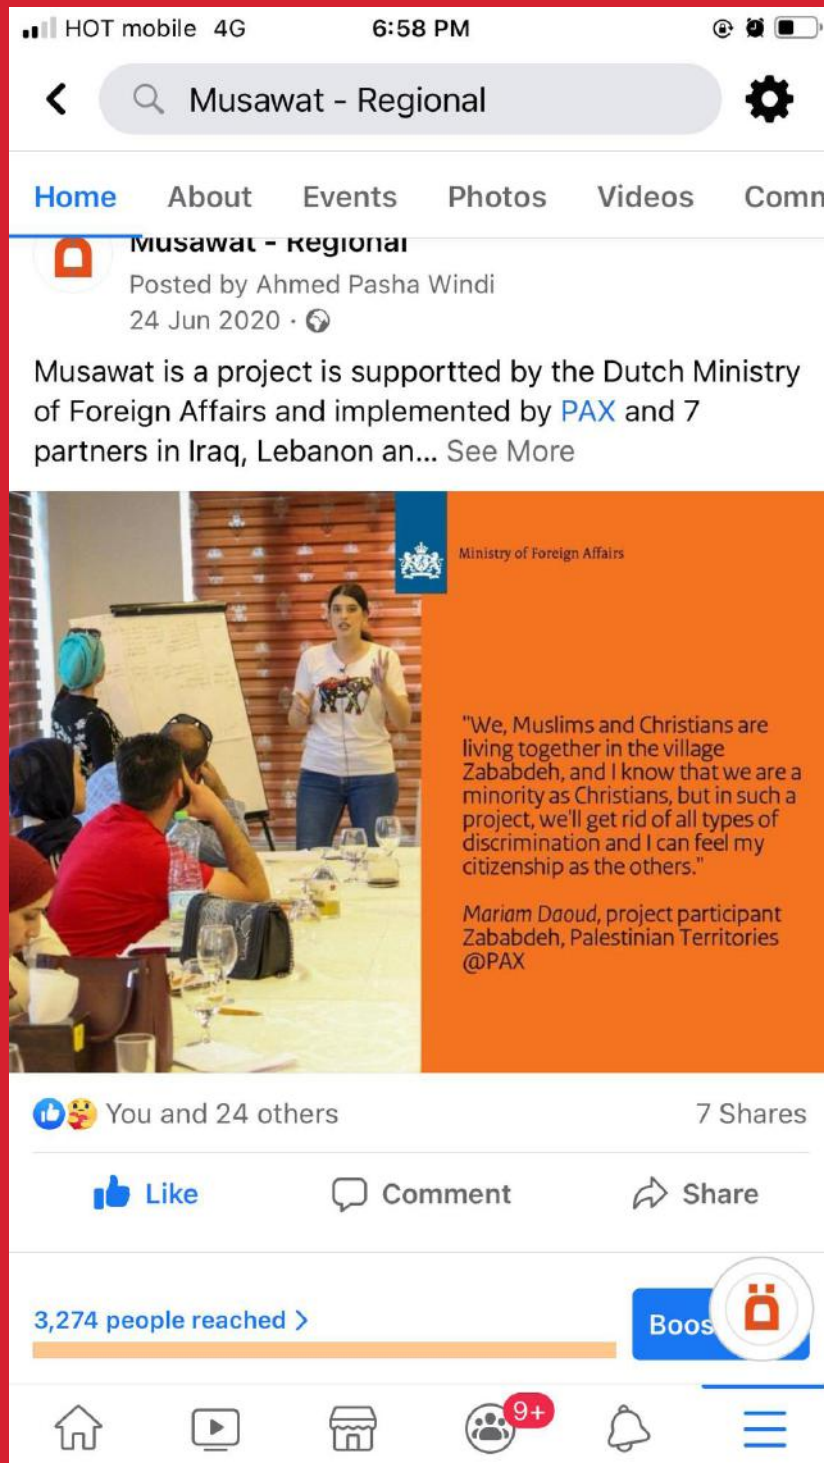 HOT mobile 4G 6:58 PM
Musawat - Regional
Home About Events Photos Videos Comm
Musawat - Regional
Posted by Ahmed Pasha Windi
24 Jun 2020 ·
Musawat is a project is supportted by the Dutch Ministry
of Foreign Affairs and implemented by PAX and 7
partners in Iraq, Lebanon an... See More
Ministry of Foreign Affairs
"We, Muslims and Christians are
living together in the village
Zababdeh, and I know that we are a
minority as Christians, but in such a
project, we'll get rid of all types of
discrimination and I can feel my
citizenship as the others."
Mariam Daoud, project participant
Zababdeh, Palestinian Territories
@PAX
You and 24 others 7 Shares
Like Comment Share
3,274 people reached > Boos
9+